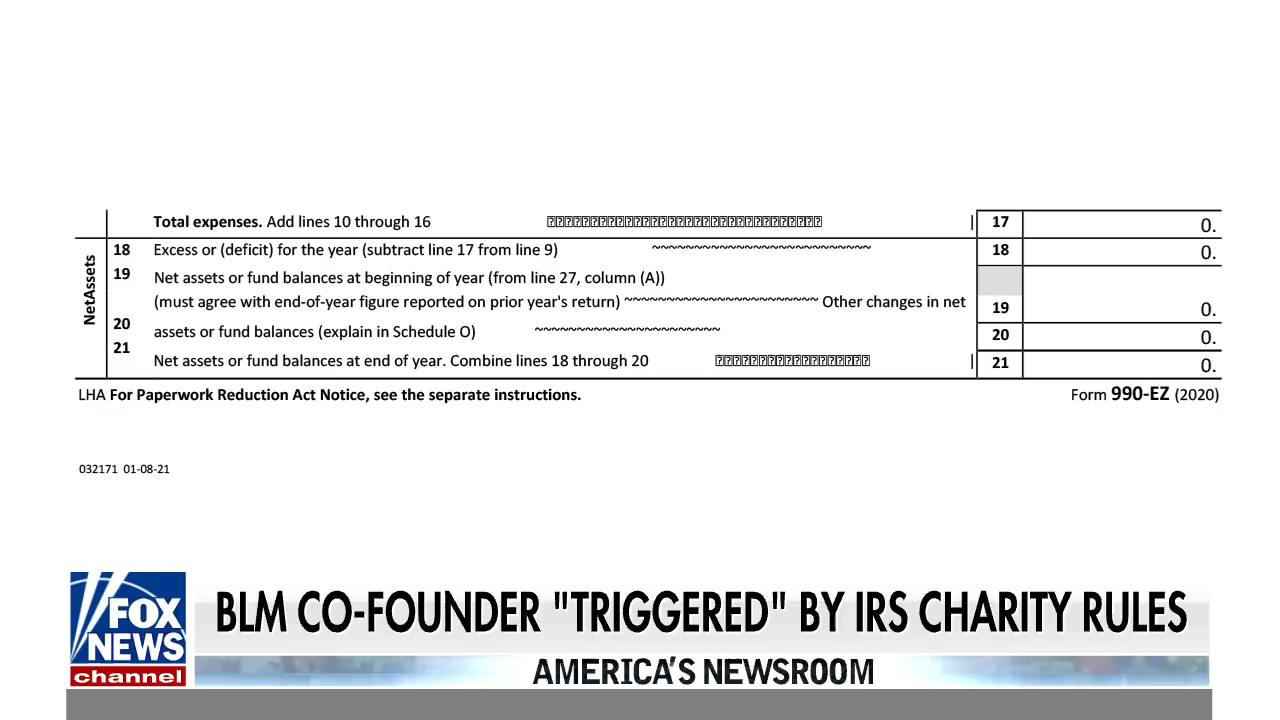 Total expenses. Add lines 10 through 16 17 0.
18 Excess or (deficit) for the year (subtract line 17 from line 9) ~~~~~~~~~~~~~~~~~~~~~~~~~~ 18 0.
19 Net assets or fund balances at beginning of year (from line 27, column (A))
(must agree with end-of-year figure reported on prior year's return) ~~~~~~~~~~~~~~~~~~~~~~~ Other changes in net 19 0.
20 assets or fund balances (explain in Schedule O) ~~~~~~~~~~~~~~~~~~~~~~ 20 0.
21 Net assets or fund balances at end of year. Combine lines 18 through 20 21 0.
NetAssets
LHA For Paperwork Reduction Act Notice, see the separate instructions. Form 990-EZ (2020)
032171 01-08-21
FOX NEWS channel
BLM CO-FOUNDER "TRIGGERED" BY IRS CHARITY RULES
AMERICA'S NEWSROOM